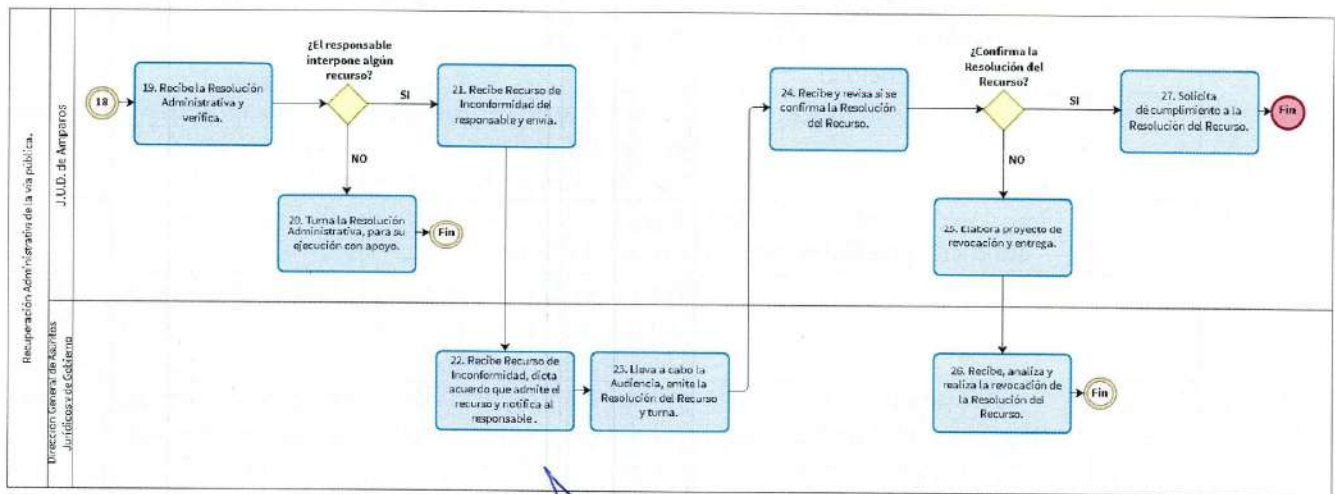 Recuperación Administrativa de la vía pública.
J.U.D. de Amparos
Dirección General de Asuntos
Jurídicos y de Gobierno
18
19. Recibe la Resolución
Administrativa y
verifica.
¿El responsable
interpone algún
recurso?
SI
NO
20. Turna la Resolución
Administrativa, para su
ejecución con apoyo.
Fin
21. Recibe Recurso de
Inconformidad del
responsable y envía.
22. Recibe Recurso de
Inconformidad, dicta
acuerdo que admite el
recurso y notifica al
responsable.
23. Lleva a cabo la
Audiencia, emite la
Resolución del Recurso
y turna.
24. Recibe y revisa si se
confirma la Resolución
del Recurso.
¿Confirma la
Resolución del
Recurso?
SI
NO
27. Solicita
dé cumplimiento a la
Resolución del Recurso.
Fin
25. Elabora proyecto de
revocación y entrega.
26. Recibe, analiza y
realiza la revocación de
la Resolución del
Recurso.
Fin